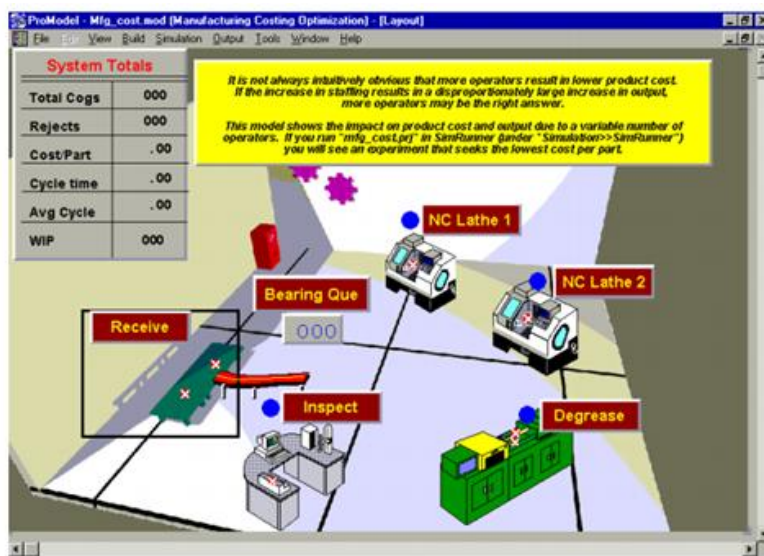 ProModel - Mfg_cost.mod (Manufacturing Costing Optimization) - [Layout]
File Edit View Build Simulation Output Tools Window Help
System Totals
Total Cogs 000
Rejects 000
Cost/Part .00
Cycle time .00
Avg Cycle .00
WIP 000
It is not always intuitively obvious that more operators result in lower product cost.
If the increase in staffing results in a disproportionately large increase in output,
more operators may be the right answer.
This model shows the impact on product cost and output due to a variable number of
operators. If you run "mfg_cost.prj" in SimRunner (under "Simulation>>SimRunner")
you will see an experiment that seeks the lowest cost per part.
NC Lathe 1
NC Lathe 2
Bearing Que
000
Receive
Inspect
Degrease